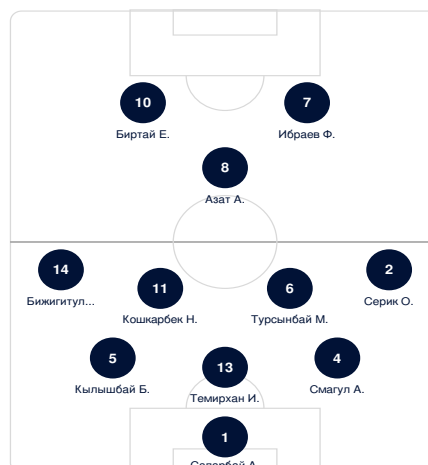 10
Биртай Е.
7
Ибраев Ф.
8
Азат А.
14
Бижигитул...
2
Серик О.
11
Кошкарбек Н.
6
Турсынбай М.
5
Кылышбай Б.
4
Смагул А.
13
Темирхан И.
1